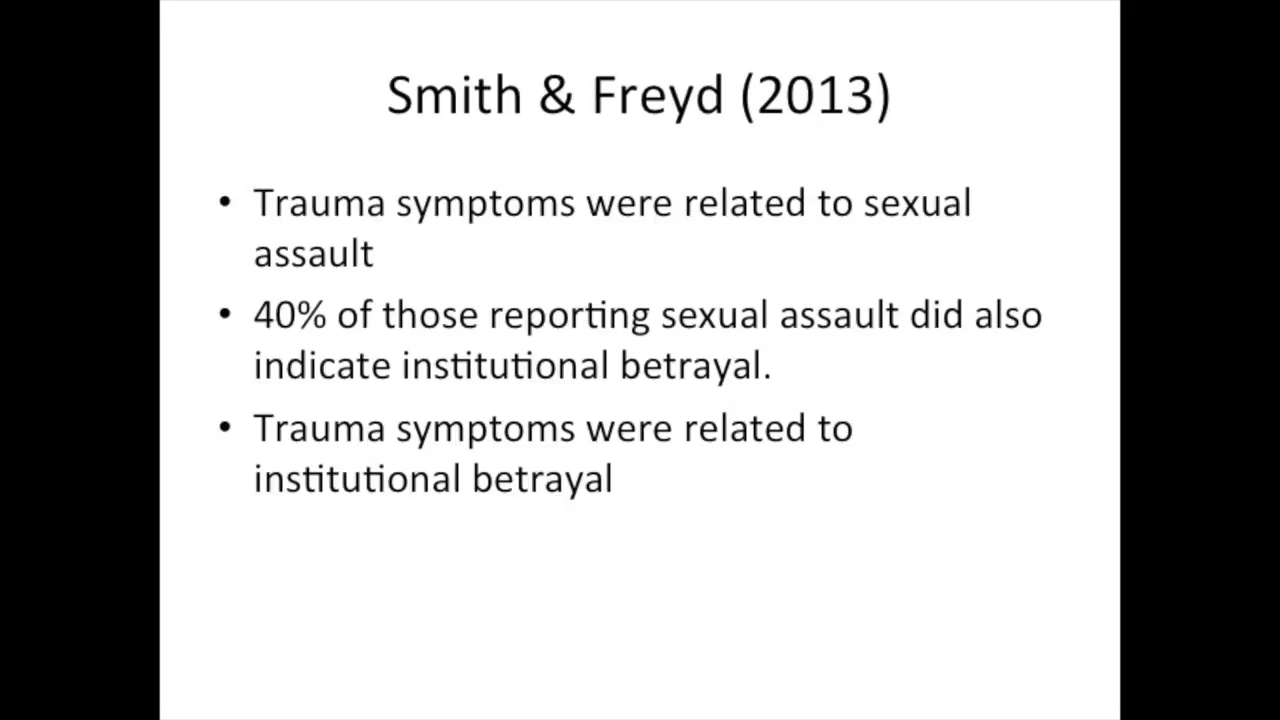 Smith & Freyd (2013)
• Trauma symptoms were related to sexual
assault
• 40% of those reporting sexual assault did also
indicate institutional betrayal.
• Trauma symptoms were related to
institutional betrayal